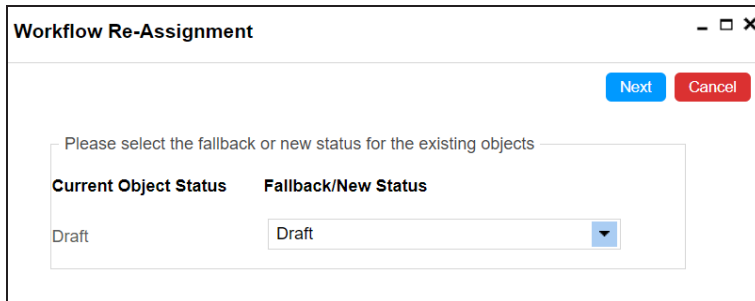 Workflow Re-Assignment
Next Cancel
Please select the fallback or new status for the existing objects
Current Object Status Fallback/New Status
Draft Draft